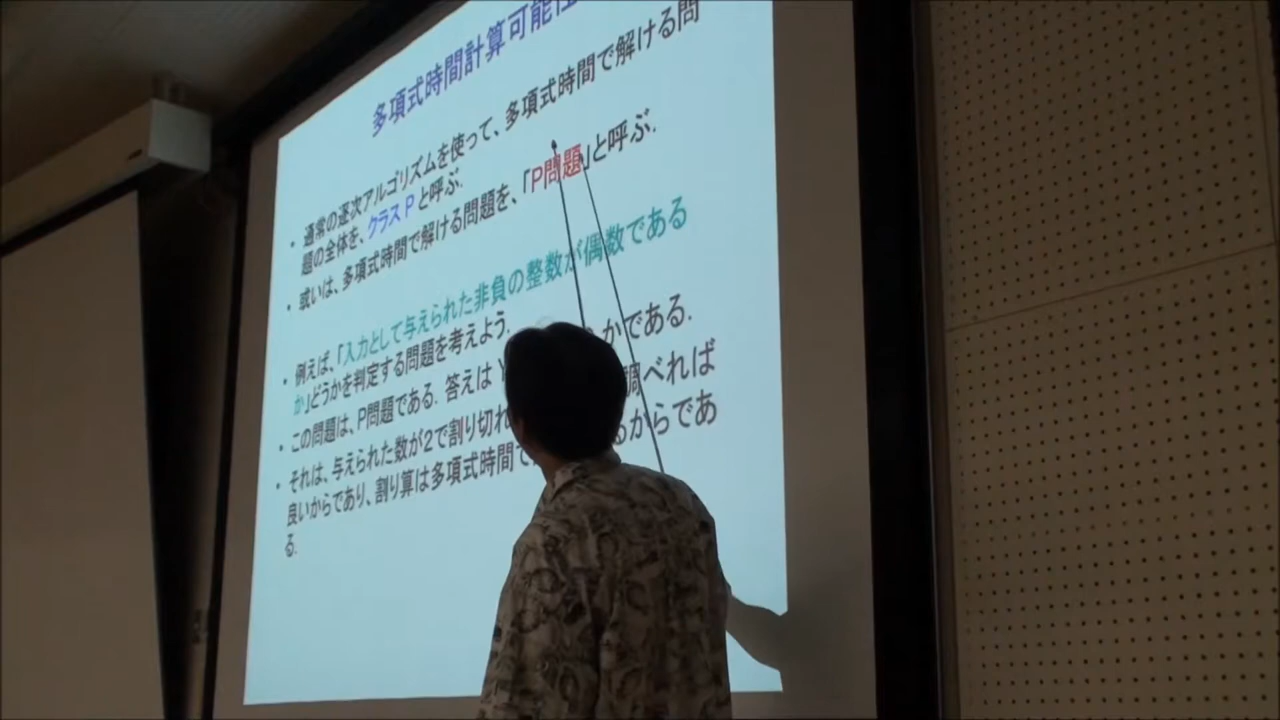 多項式時間計算可能性
・ 通常の逐次アルゴリズムを使って、多項式時間で解ける問
題の全体を、クラス P と呼ぶ.
・ 或いは、多項式時間で解ける問題を、「P問題」と呼ぶ.
・ 例えば、「入力として与えられた非負の整数が偶数である
か」どうかを判定する問題を考えよう.
・ この問題は、P問題である. 答えは かである.
・ それは、与えられた数が2で割り切れ 調べれば
良いからであり、割り算は多項式時間で るからであ
る.